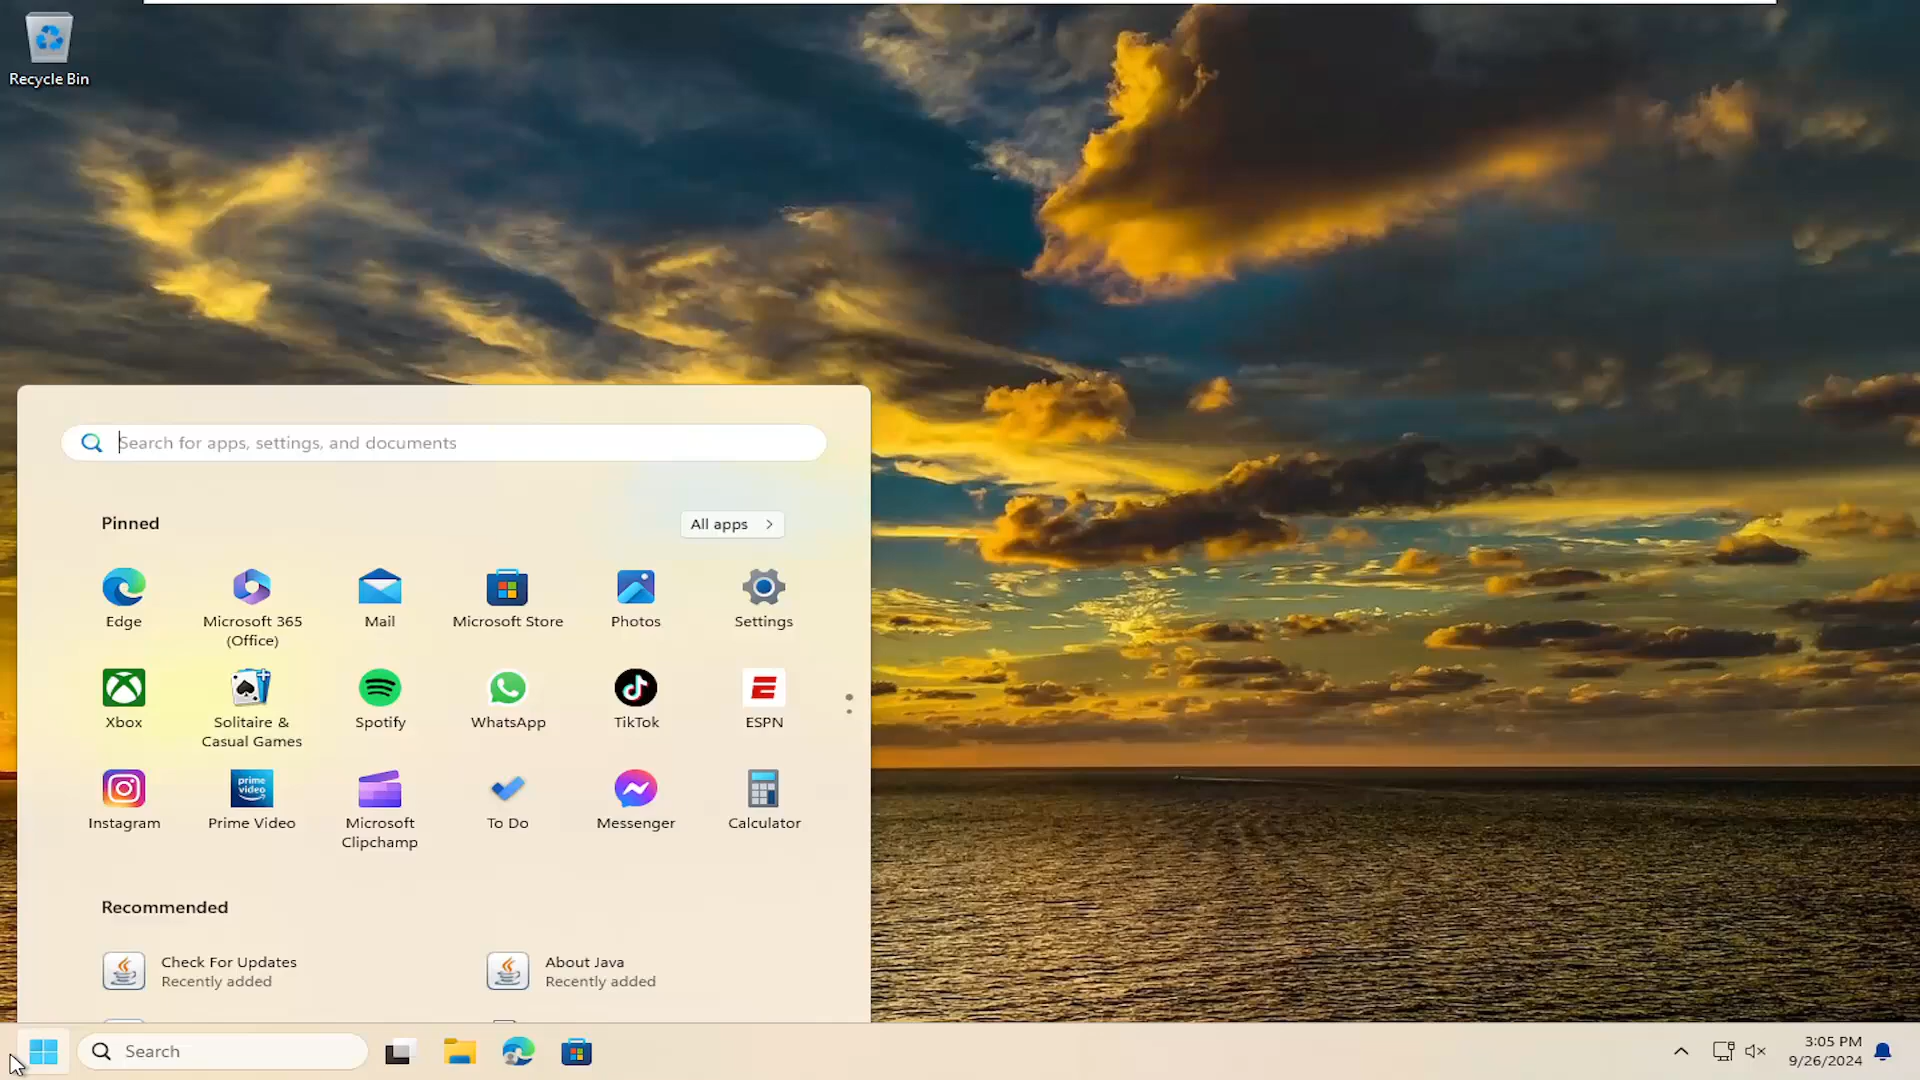 Recycle Bin
Search for apps, settings, and documents
Pinned
All apps
Edge
Microsoft 365
(Office)
Mail
Microsoft Store
Photos
Settings
Xbox
Solitaire &
Casual Games
Spotify
WhatsApp
TikTok
ESPN
prime
video
Instagram
Prime Video
Microsoft
Clipchamp
To Do
Messenger
Calculator
Recommended
Check For Updates
Recently added
About Java
Recently added
Search
3:05 PM
9/26/2024